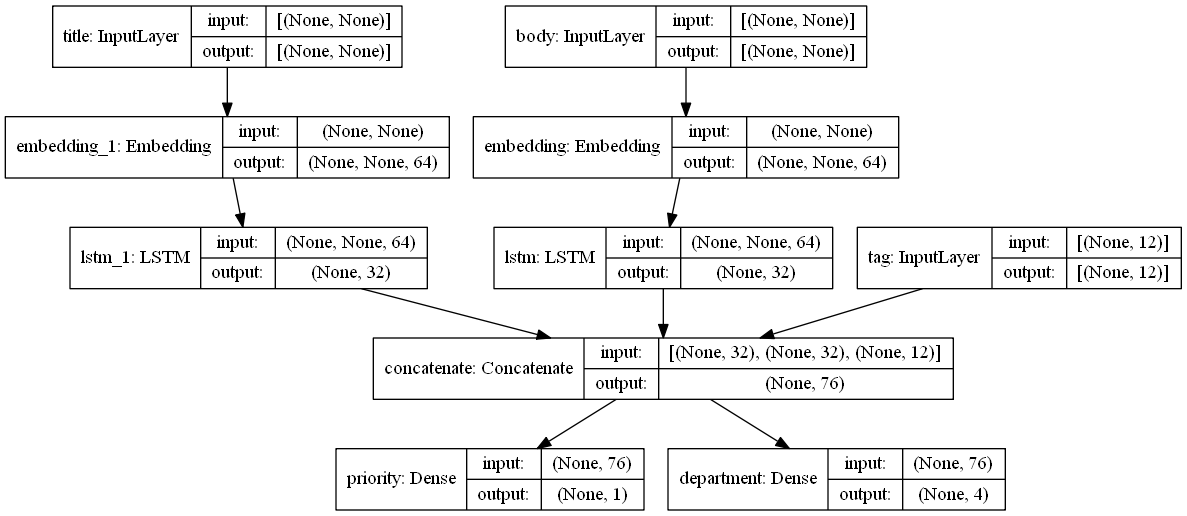 title: InputLayer
input: [(None, None)]
output: [(None, None)]
body: InputLayer
input: [(None, None)]
output: [(None, None)]
embedding_1: Embedding
input: (None, None)
output: (None, None, 64)
embedding: Embedding
input: (None, None)
output: (None, None, 64)
lstm_1: LSTM
input: (None, None, 64)
output: (None, 32)
lstm: LSTM
input: (None, None, 64)
output: (None, 32)
tag: InputLayer
input: [(None, 12)]
output: [(None, 12)]
concatenate: Concatenate
input: [(None, 32), (None, 32), (None, 12)]
output: (None, 76)
priority: Dense
input: (None, 76)
output: (None, 1)
department: Dense
input: (None, 76)
output: (None, 4)